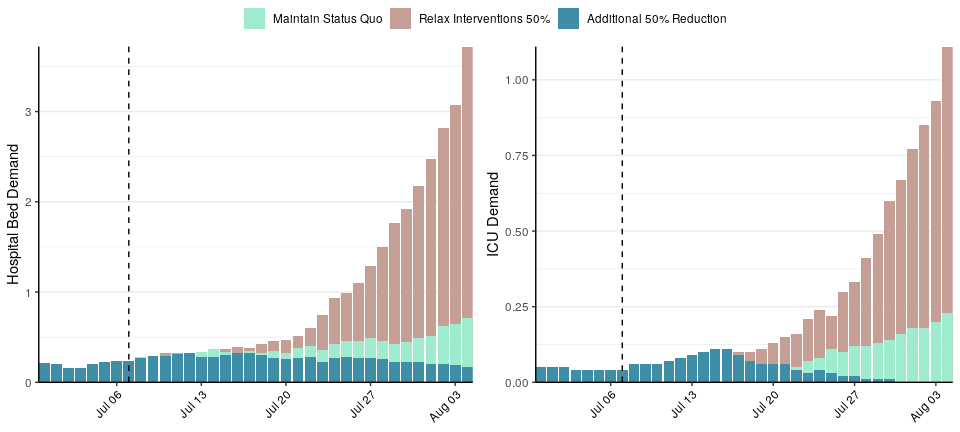 Maintain Status Quo Relax Interventions 50% Additional 50% Reduction
Hospital Bed Demand
3
2
1
0
Jul 06 Jul 13 Jul 20 Jul 27 Aug 03
ICU Demand
1.00
0.75
0.50
0.25
0.00
Jul 06 Jul 13 Jul 20 Jul 27 Aug 03